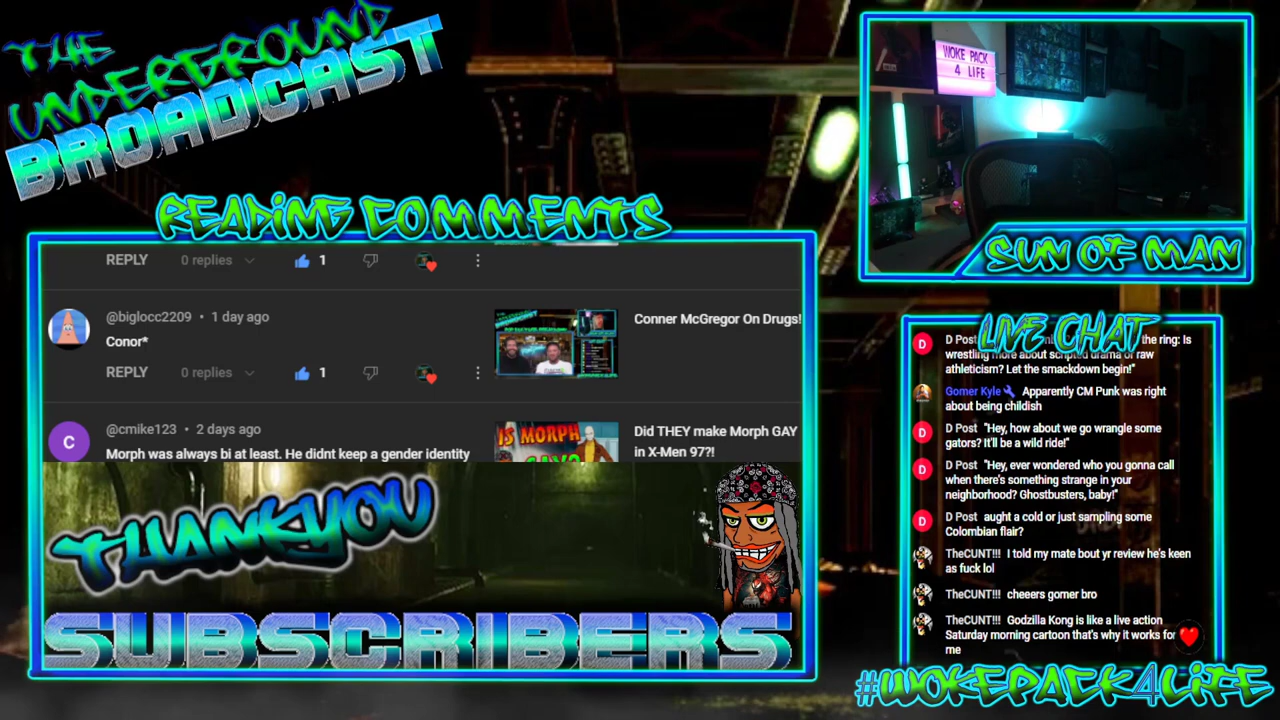 THE
UNDERGROUND
BROADCAST
READING COMMENTS
REPLY 0 replies 1
@biglocc2209 • 1 day ago
Conor*
REPLY 0 replies 1
Conner McGregor On Drugs!
@cmike123 • 2 days ago
Morph was always bi at least. He didnt keep a gender identity
C
IS MORPH
Did THEY make Morph GAY
in X-Men 97?!
THANKYOU
SUBSCRIBERS
WOKE PACK
4 LIFE
SUN OF MAN
LIVE CHAT
D D Post the ring: Is
wrestling more about scripted drama or raw
athleticism? Let the smackdown begin!"
Gomer Kyle Apparently CM Punk was right
about being childish
D D Post "Hey, how about we go wrangle some
gators? It'll be a wild ride!"
D D Post "Hey, ever wondered who you gonna call
when there's something strange in your
neighborhood? Ghostbusters, baby!"
D D Post aught a cold or just sampling some
Colombian flair?
TheCUNT!!! I told my mate bout yr review he's keen
as fuck lol
TheCUNT!!! cheeers gomer bro
TheCUNT!!! Godzilla Kong is like a live action
Saturday morning cartoon that's why it works for
me
#WOKEPACK4LIFE